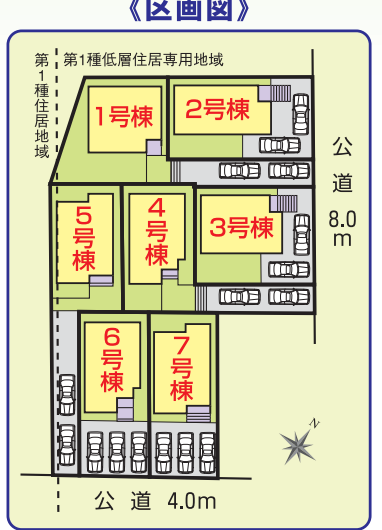 《区画図》
第1種住居地域
第1種低層住居専用地域
1号棟
2号棟
公道
8.0
m
5号棟
4号棟
3号棟
6号棟
7号棟
N
公 道 4.0m